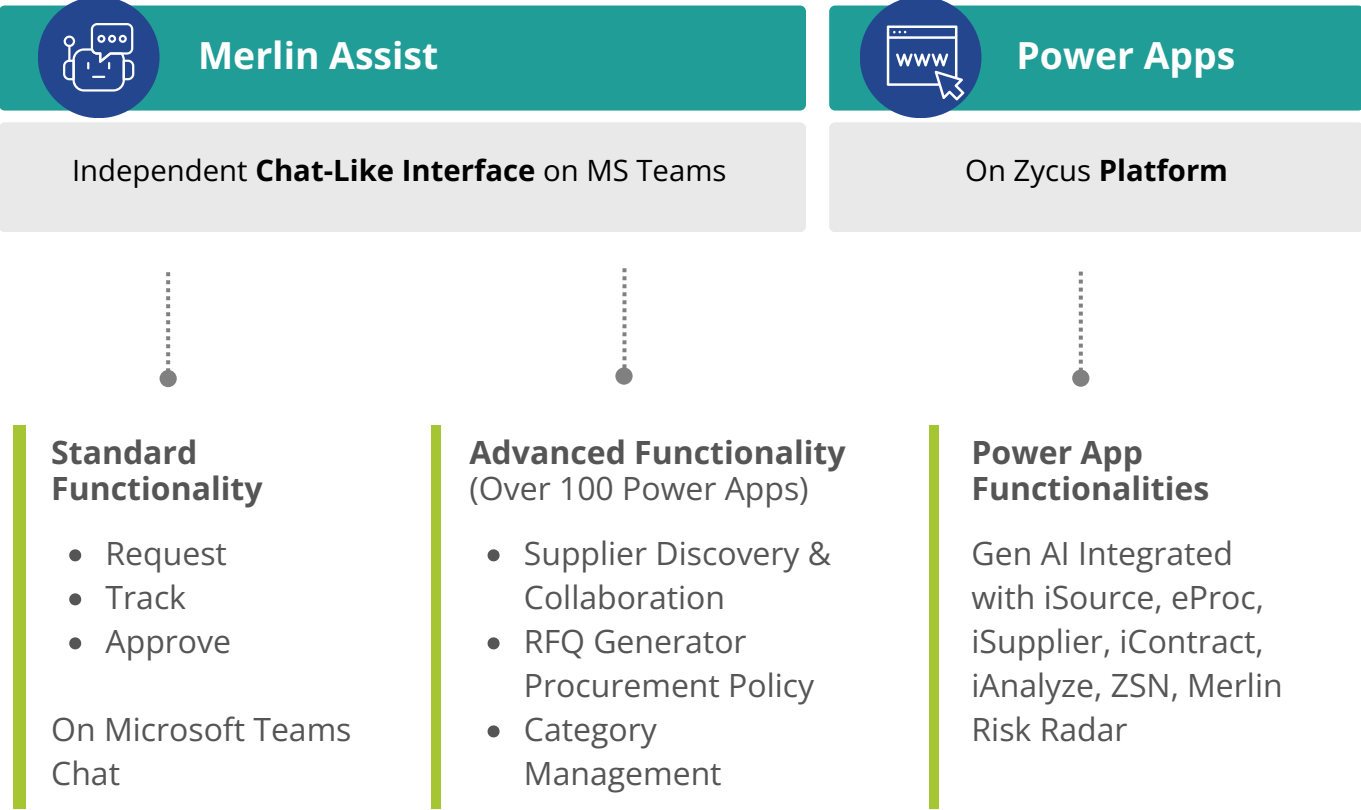 Merlin Assist
Power Apps
www
Independent Chat-Like Interface on MS Teams
On Zycus Platform
Standard
Functionality
• Request
• Track
• Approve
On Microsoft Teams
Chat
Advanced Functionality
(Over 100 Power Apps)
• Supplier Discovery &
Collaboration
• RFQ Generator
Procurement Policy
• Category
Management
Power App
Functionalities
Gen AI Integrated
with iSource, eProc,
iSupplier, iContract,
iAnalyze, ZSN, Merlin
Risk Radar